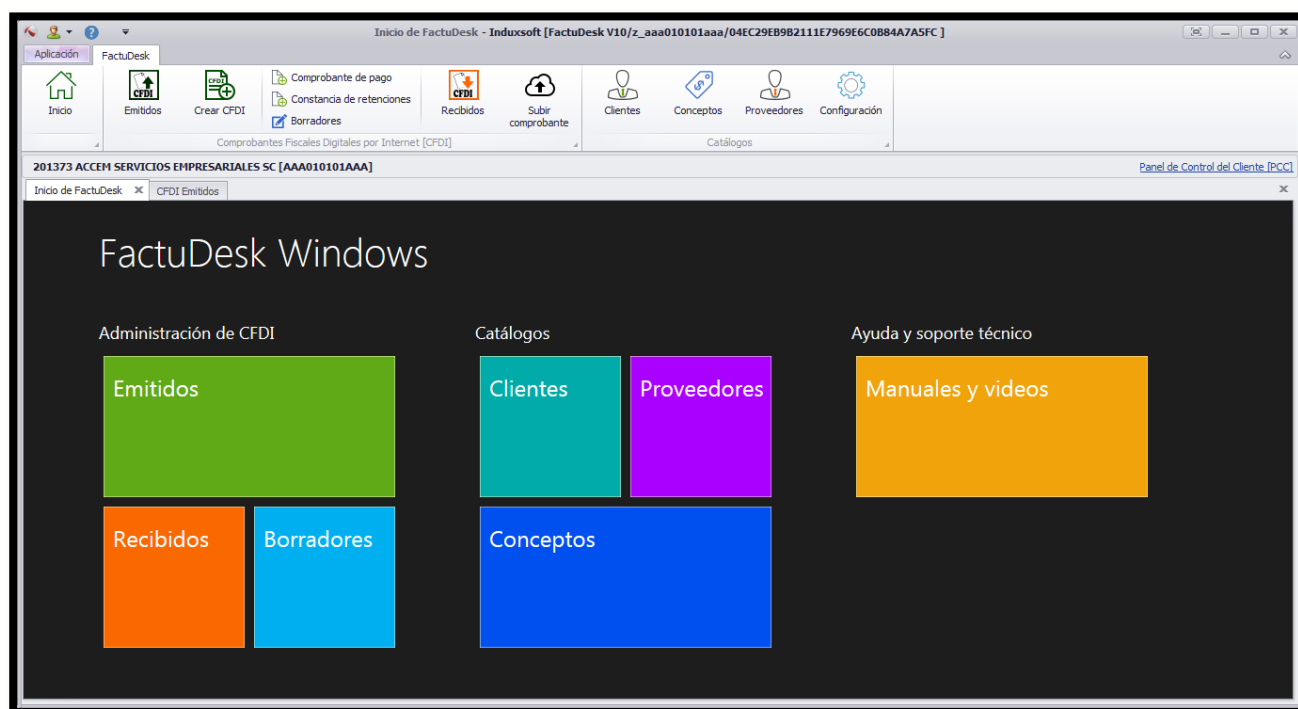 Inicio de FactuDesk - Induxsoft [FactuDesk V10/z_aaa010101aaa/04EC29EB9B2111E7969E6C0B84A7A5FC ]
Aplicación FactuDesk
Inicio
CFDI
Emitidos
CFDI
Crear CFDI
Comprobante de pago
Constancia de retenciones
Borradores
CFDI
Recibidos
Subir
comprobante
Clientes
Conceptos
Proveedores
Configuración
Comprobantes Fiscales Digitales por Internet [CFDI]
Catálogos
201373 ACCEM SERVICIOS EMPRESARIALES SC [AAA010101AAA]
Panel de Control del Cliente [PCC]
Inicio de FactuDesk
CFDI Emitidos
FactuDesk Windows
Administración de CFDI
Catálogos
Ayuda y soporte técnico
Emitidos
Clientes
Proveedores
Manuales y videos
Recibidos
Borradores
Conceptos